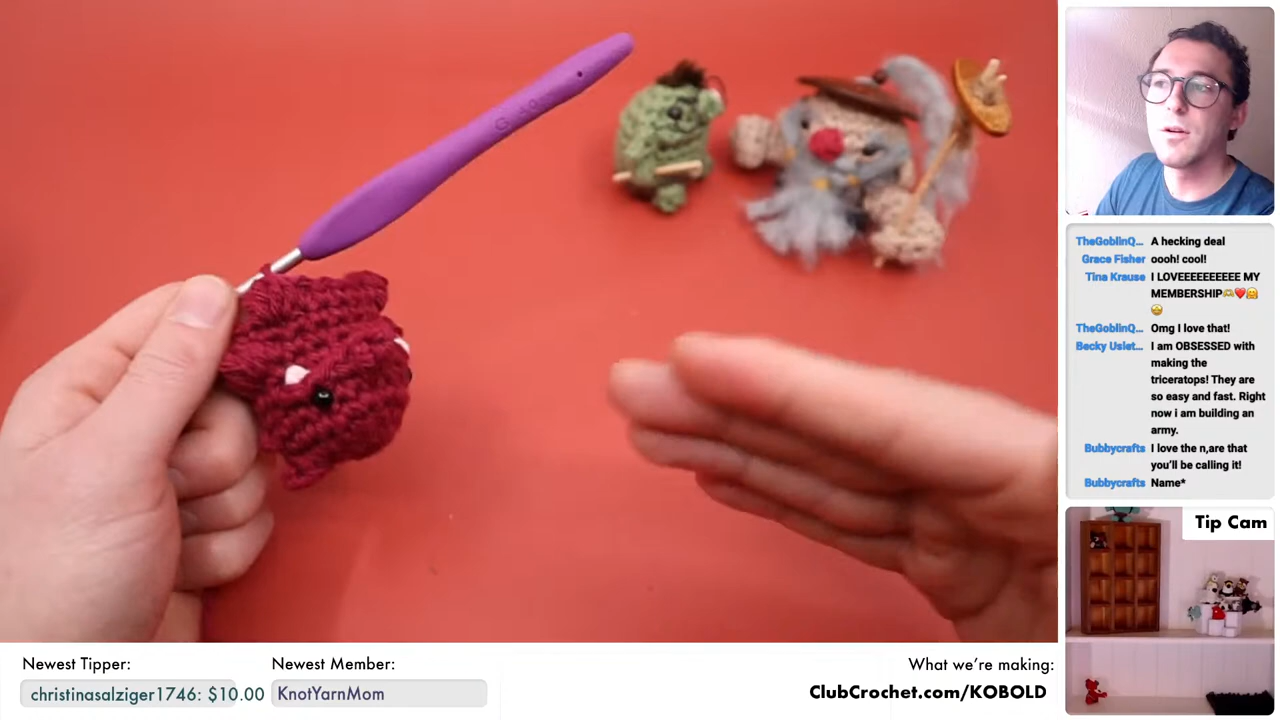 TheGoblinQ... A hecking deal
Grace Fisher oooh! cool!
Tina Krause I LOVEEEEEEEEEE MY
MEMBERSHIP🫶❤️🤗
🤩
TheGoblinQ... Omg I love that!
Becky Uslet... I am OBSESSED with
making the
triceratops! They are
so easy and fast. Right
now i am building an
army.
Bubbycrafts I love the n,are that
you'll be calling it!
Bubbycrafts Name*
Tip Cam
Newest Tipper:
christinasalziger1746: $10.00
Newest Member:
KnotYarnMom
What we're making:
ClubCrochet.com/KOBOLD